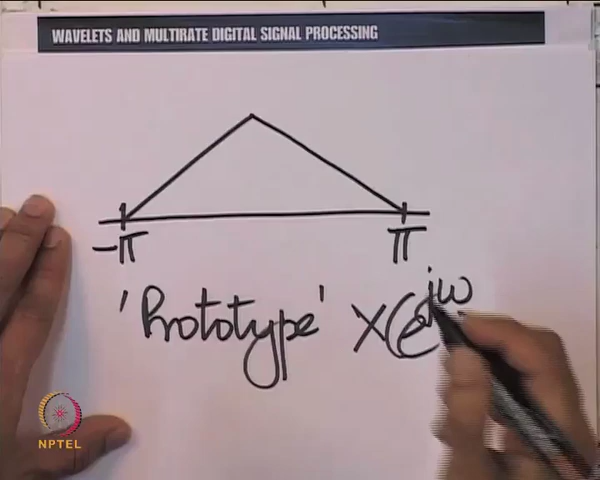 WAVELETS AND MULTIRATE DIGITAL SIGNAL PROCESSING
-π π
'Prototype' X(e^jω
NPTEL